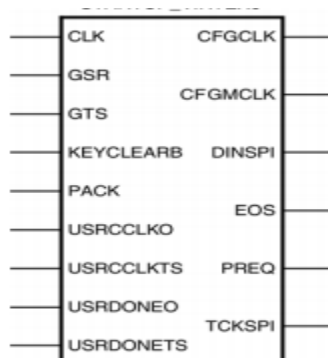 CLK
CFGCLK
GSR
CFGMCLK
GTS
KEYCLEARB
DINSPI
PACK
EOS
USRCCLKO
USRCCLKTS
PREQ
USRDONEO
TCKSPI
USRDONETS